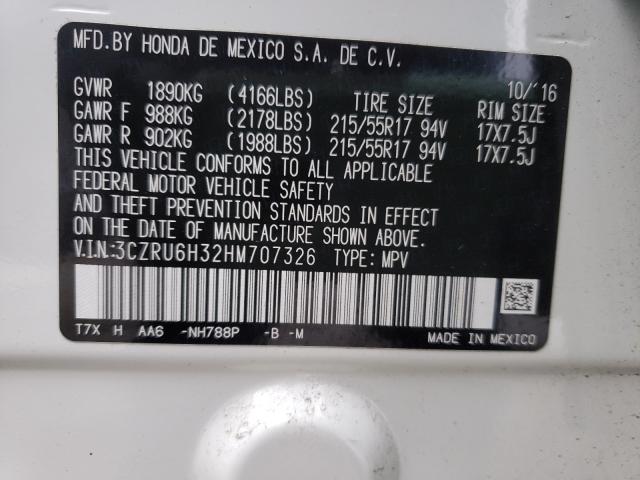 MFD.BY HONDA DE MEXICO S.A. DE C.V.
10/'16
GVWR 1890KG (4166LBS) TIRE SIZE RIM SIZE
GAWR F 988KG (2178LBS) 215/55R17 94V 17X7.5J
GAWR R 902KG (1988LBS) 215/55R17 94V 17X7.5J
THIS VEHICLE CONFORMS TO ALL APPLICABLE
FEDERAL MOTOR VEHICLE SAFETY
THEFT PREVENTION STANDARDS IN EFFECT
ON THE DATE OF MANUFACTURE SHOWN ABOVE.
V.I.N.:3CZRU6H32HM707326 TYPE: MPV
T7X H AA6 -NH788P -B -M
MADE IN MEXICO